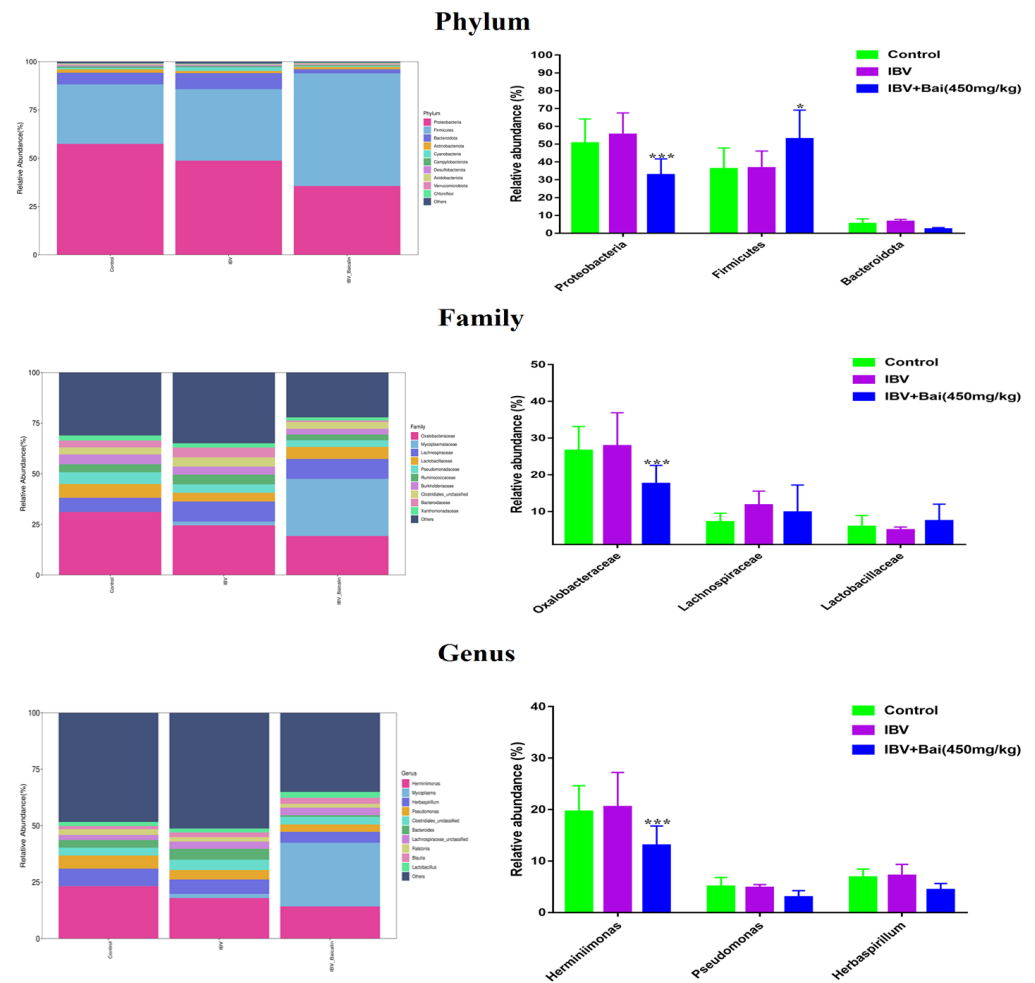 Phylum
Relative Abundance(%)
100
75
50
25
0
Control
IBV
IBV_Baicalin
Phylum
Proteobacteria
Firmicutes
Bacteroidota
Actinobacteriota
Cyanobacteria
Campylobacterota
Desulfobacterota
Acidobacteriota
Verrucomicrobiota
Chloroflexi
Others
Relative abundance (%)
100
90
80
70
60
50
40
30
20
10
0
***
*
Proteobacteria
Firmicutes
Bacteroidota
Control
IBV
IBV+Bai(450mg/kg)
Family
Relative Abundance(%)
100
75
50
25
0
Control
IBV
IBV_Baicalin
Family
Oxalobacteraceae
Mycoplasmataceae
Lachnospiraceae
Lactobacillaceae
Pseudomonadaceae
Ruminococcaceae
Burkholderiaceae
Clostridiales_unclassified
Bacteroidaceae
Xanthomonadaceae
Others
Relative abundance (%)
50
40
30
20
10
***
Oxalobacteraceae
Lachnospiraceae
Lactobacillaceae
Control
IBV
IBV+Bai(450mg/kg)
Genus
Relative Abundance(%)
100
75
50
25
0
Control
IBV
IBV_Baicalin
Genus
Herminiimonas
Mycoplasma
Herbaspirillum
Pseudomonas
Clostridiales_unclassified
Bacteroides
Lachnospiraceae_unclassified
Ralstonia
Blautia
Lactobacillus
Others
Relative abundance (%)
40
30
20
10
0
***
Herminiimonas
Pseudomonas
Herbaspirillum
Control
IBV
IBV+Bai(450mg/kg)